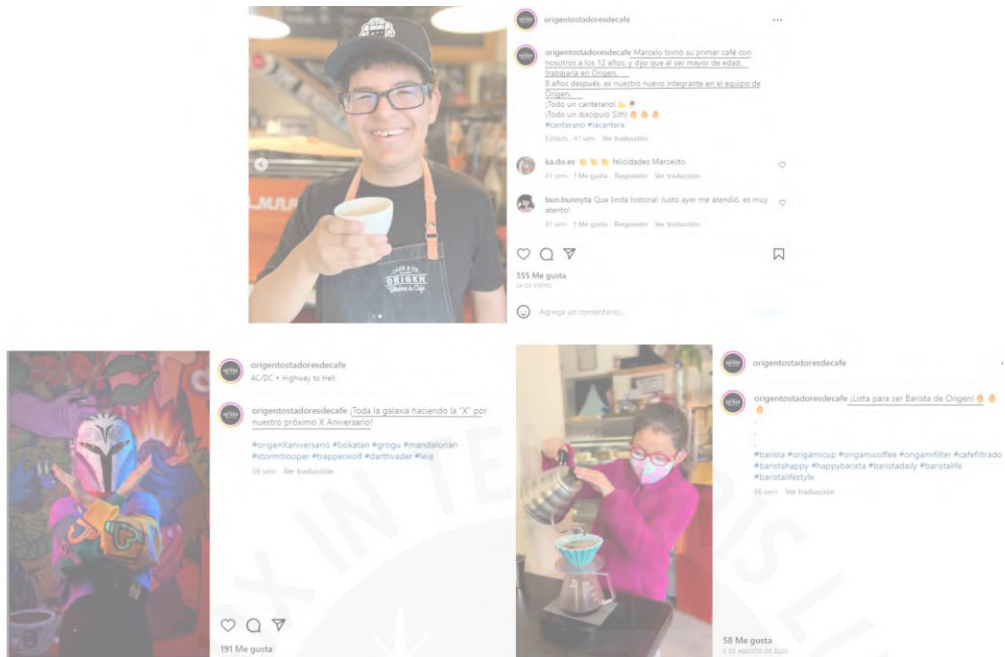 origentostadoresdecafe
origentostadoresdecafe Marcelo tomó su primer café con
nosotros a los 12 años, y dijo que al ser mayor de edad,
trabajaría en Origen.
8 años después, es nuestro nuevo integrante en el equipo de
Origen.
¡Todo un canterano!
¡Todo un discípulo Sith!
#canterano #lacantera
Editado · 41 sem Ver traducción
ka.do.es felicidades Marcelito
41 sem 1 Me gusta Responder Ver traducción
bun.bunnyta Que linda historia! Justo ayer me atendió, es muy
atento!
41 sem 1 Me gusta Responder Ver traducción
555 Me gusta
Agrega un comentario...
ORIGEN
origentostadoresdecafe
AC/DC • Highway to Hell
origentostadoresdecafe ¡Toda la galaxia haciendo la "X" por
nuestro próximo X Aniversario!
#origenXaniversario #bokatan #grogu #mandalorian
#stormtrooper #trapperwolf #darthvader #leia
Ver traducción
191 Me gusta
origentostadoresdecafe
origentostadoresdecafe ¡Lista para ser Barista de Origen!
.
.
.
#barista #origamicup #origamicoffee #origamifilter #cafefiltrado
#baristahappy #happybarista #baristadaily #baristalife
#baristalifestyle
Ver traducción
58 Me gusta